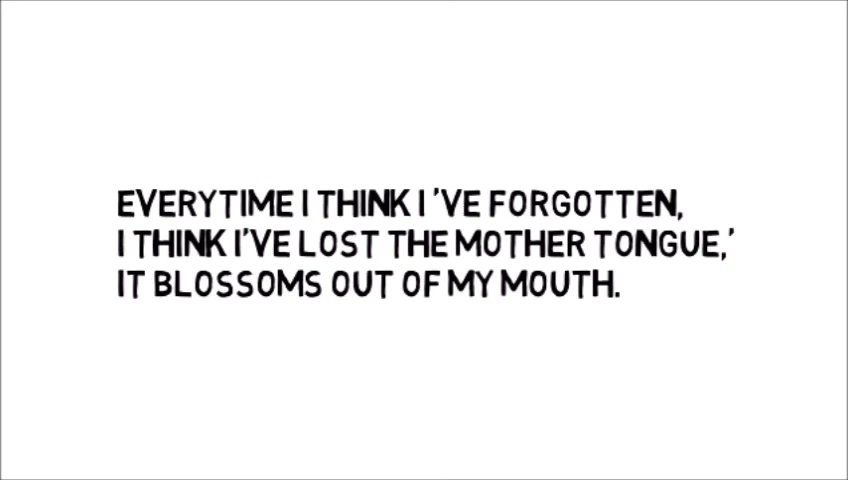 EVERYTIME I THINK I 'VE FORGOTTEN,
I THINK I'VE LOST THE MOTHER TONGUE,'
IT BLOSSOMS OUT OF MY MOUTH.